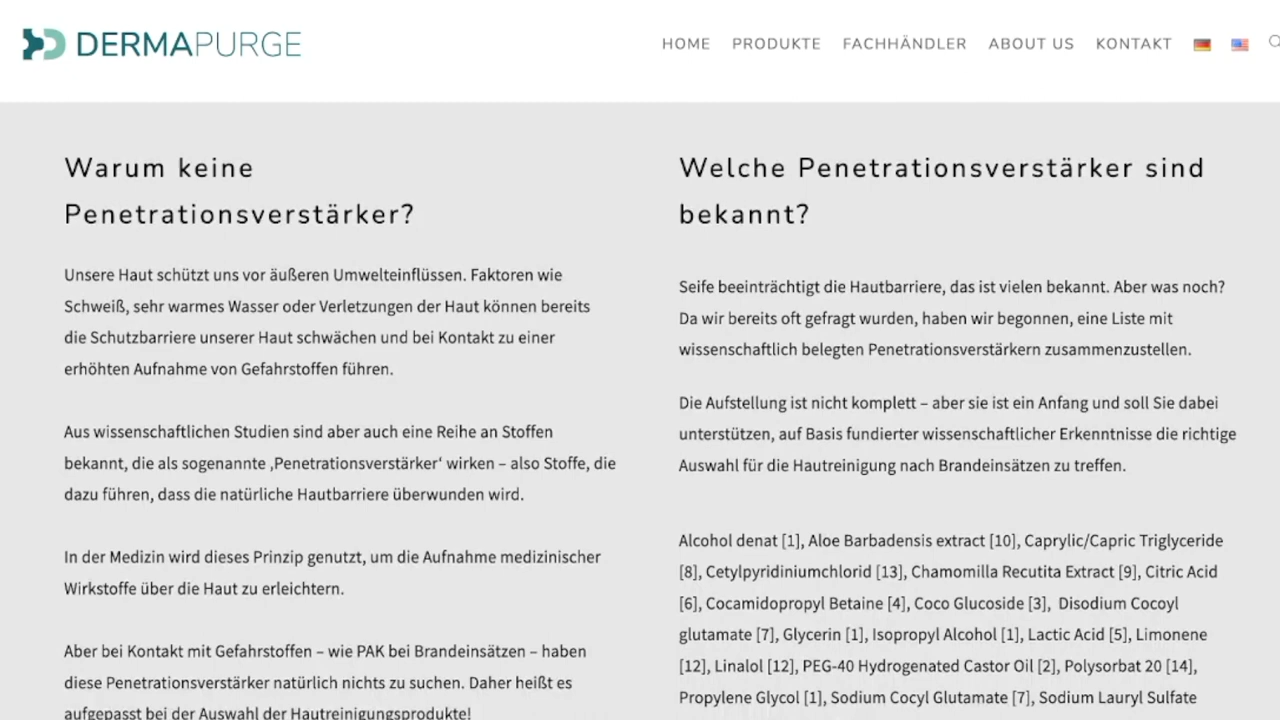 DERMAPURGE
HOME PRODUKTE FACHHÄNDLER ABOUT US KONTAKT
Warum keine
Penetrationsverstärker?
Unsere Haut schützt uns vor äußeren Umwelteinflüssen. Faktoren wie
Schweiß, sehr warmes Wasser oder Verletzungen der Haut können bereits
die Schutzbarriere unserer Haut schwächen und bei Kontakt zu einer
erhöhten Aufnahme von Gefahrstoffen führen.
Aus wissenschaftlichen Studien sind aber auch eine Reihe an Stoffen
bekannt, die als sogenannte ‚Penetrationsverstärker‘ wirken – also Stoffe, die
dazu führen, dass die natürliche Hautbarriere überwunden wird.
In der Medizin wird dieses Prinzip genutzt, um die Aufnahme medizinischer
Wirkstoffe über die Haut zu erleichtern.
Aber bei Kontakt mit Gefahrstoffen – wie PAK bei Brandeinsätzen – haben
diese Penetrationsverstärker natürlich nichts zu suchen. Daher heißt es
aufgepasst bei der Auswahl der Hautreinigungsprodukte!
Welche Penetrationsverstärker sind
bekannt?
Seife beeinträchtigt die Hautbarriere, das ist vielen bekannt. Aber was noch?
Da wir bereits oft gefragt wurden, haben wir begonnen, eine Liste mit
wissenschaftlich belegten Penetrationsverstärkern zusammenzustellen.
Die Aufstellung ist nicht komplett – aber sie ist ein Anfang und soll Sie dabei
unterstützen, auf Basis fundierter wissenschaftlicher Erkenntnisse die richtige
Auswahl für die Hautreinigung nach Brandeinsätzen zu treffen.
Alcohol denat [1], Aloe Barbadensis extract [10], Caprylic/Capric Triglyceride
[8], Cetylpyridiniumchlorid [13], Chamomilla Recutita Extract [9], Citric Acid
[6], Cocamidopropyl Betaine [4], Coco Glucoside [3], Disodium Cocoyl
glutamate [7], Glycerin [1], Isopropyl Alcohol [1], Lactic Acid [5], Limonene
[12], Linalol [12], PEG-40 Hydrogenated Castor Oil [2], Polysorbat 20 [14],
Propylene Glycol [1], Sodium Cocyl Glutamate [7], Sodium Lauryl Sulfate